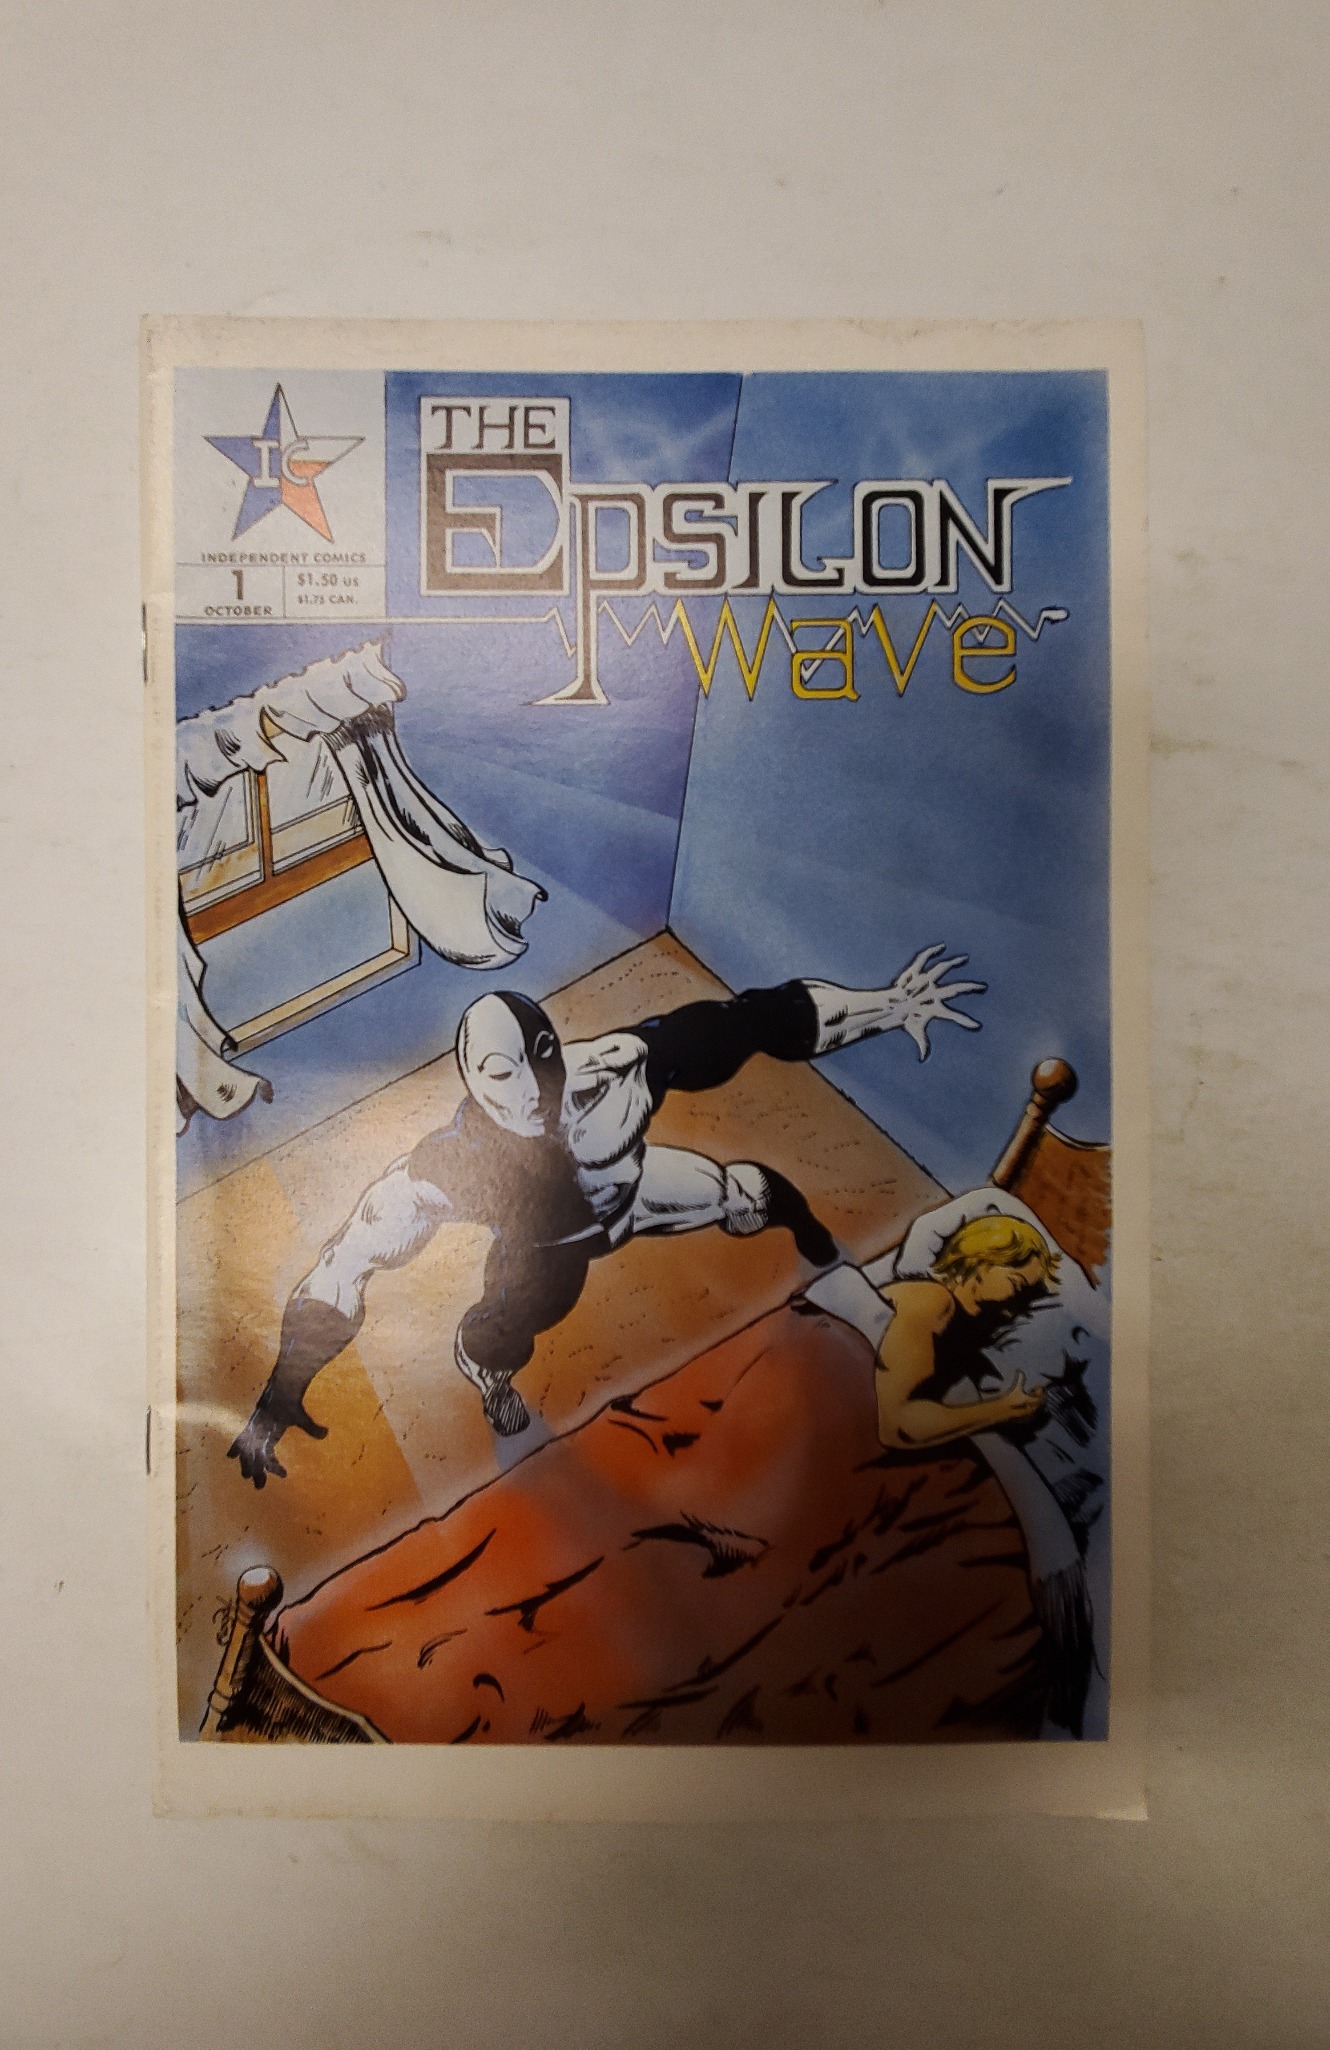 IC
INDEPENDENT COMICS
1
OCTOBER
$1.50 US
$1.75 CAN.
THE
EPSILON
Wave